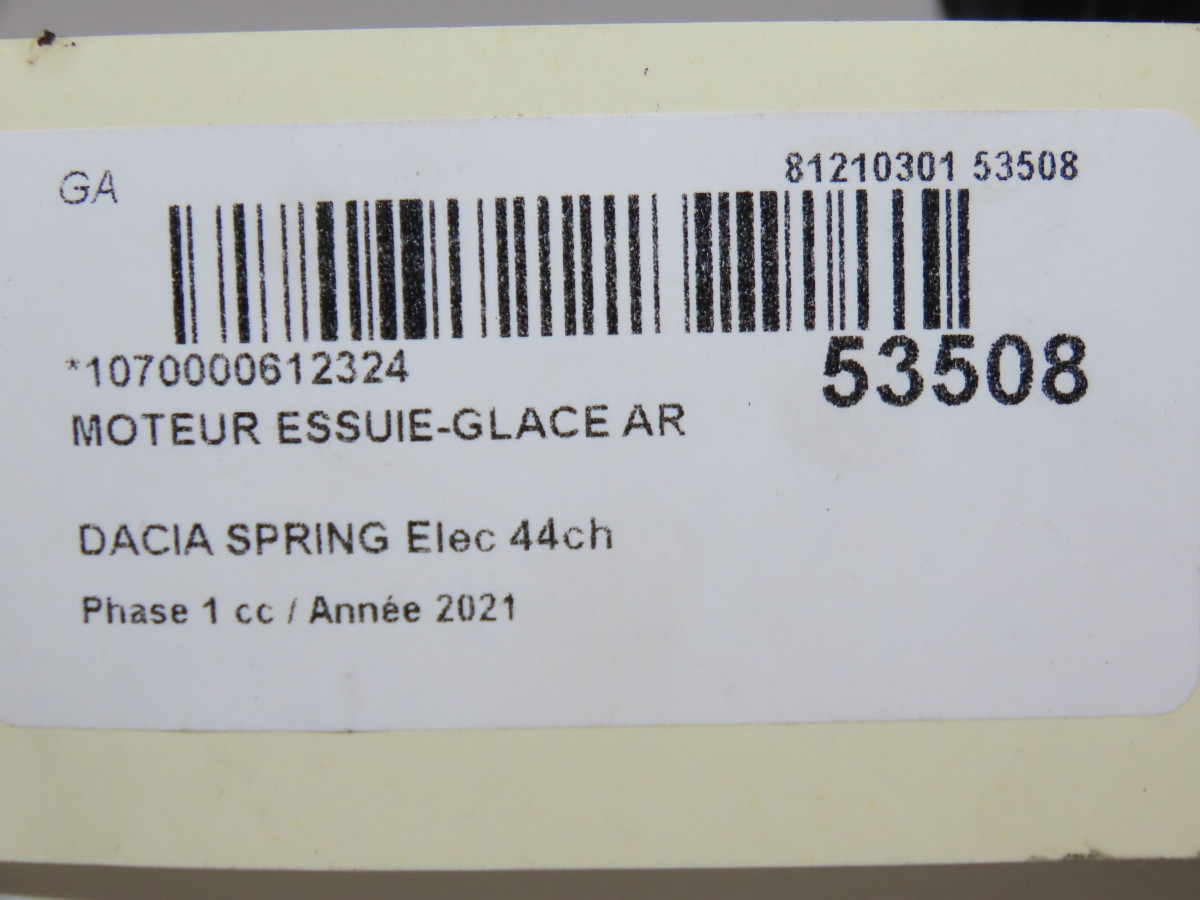 GA
81210301 53508
*1070000612324
53508
MOTEUR ESSUIE-GLACE AR
DACIA SPRING Elec 44ch
Phase 1 cc / Année 2021